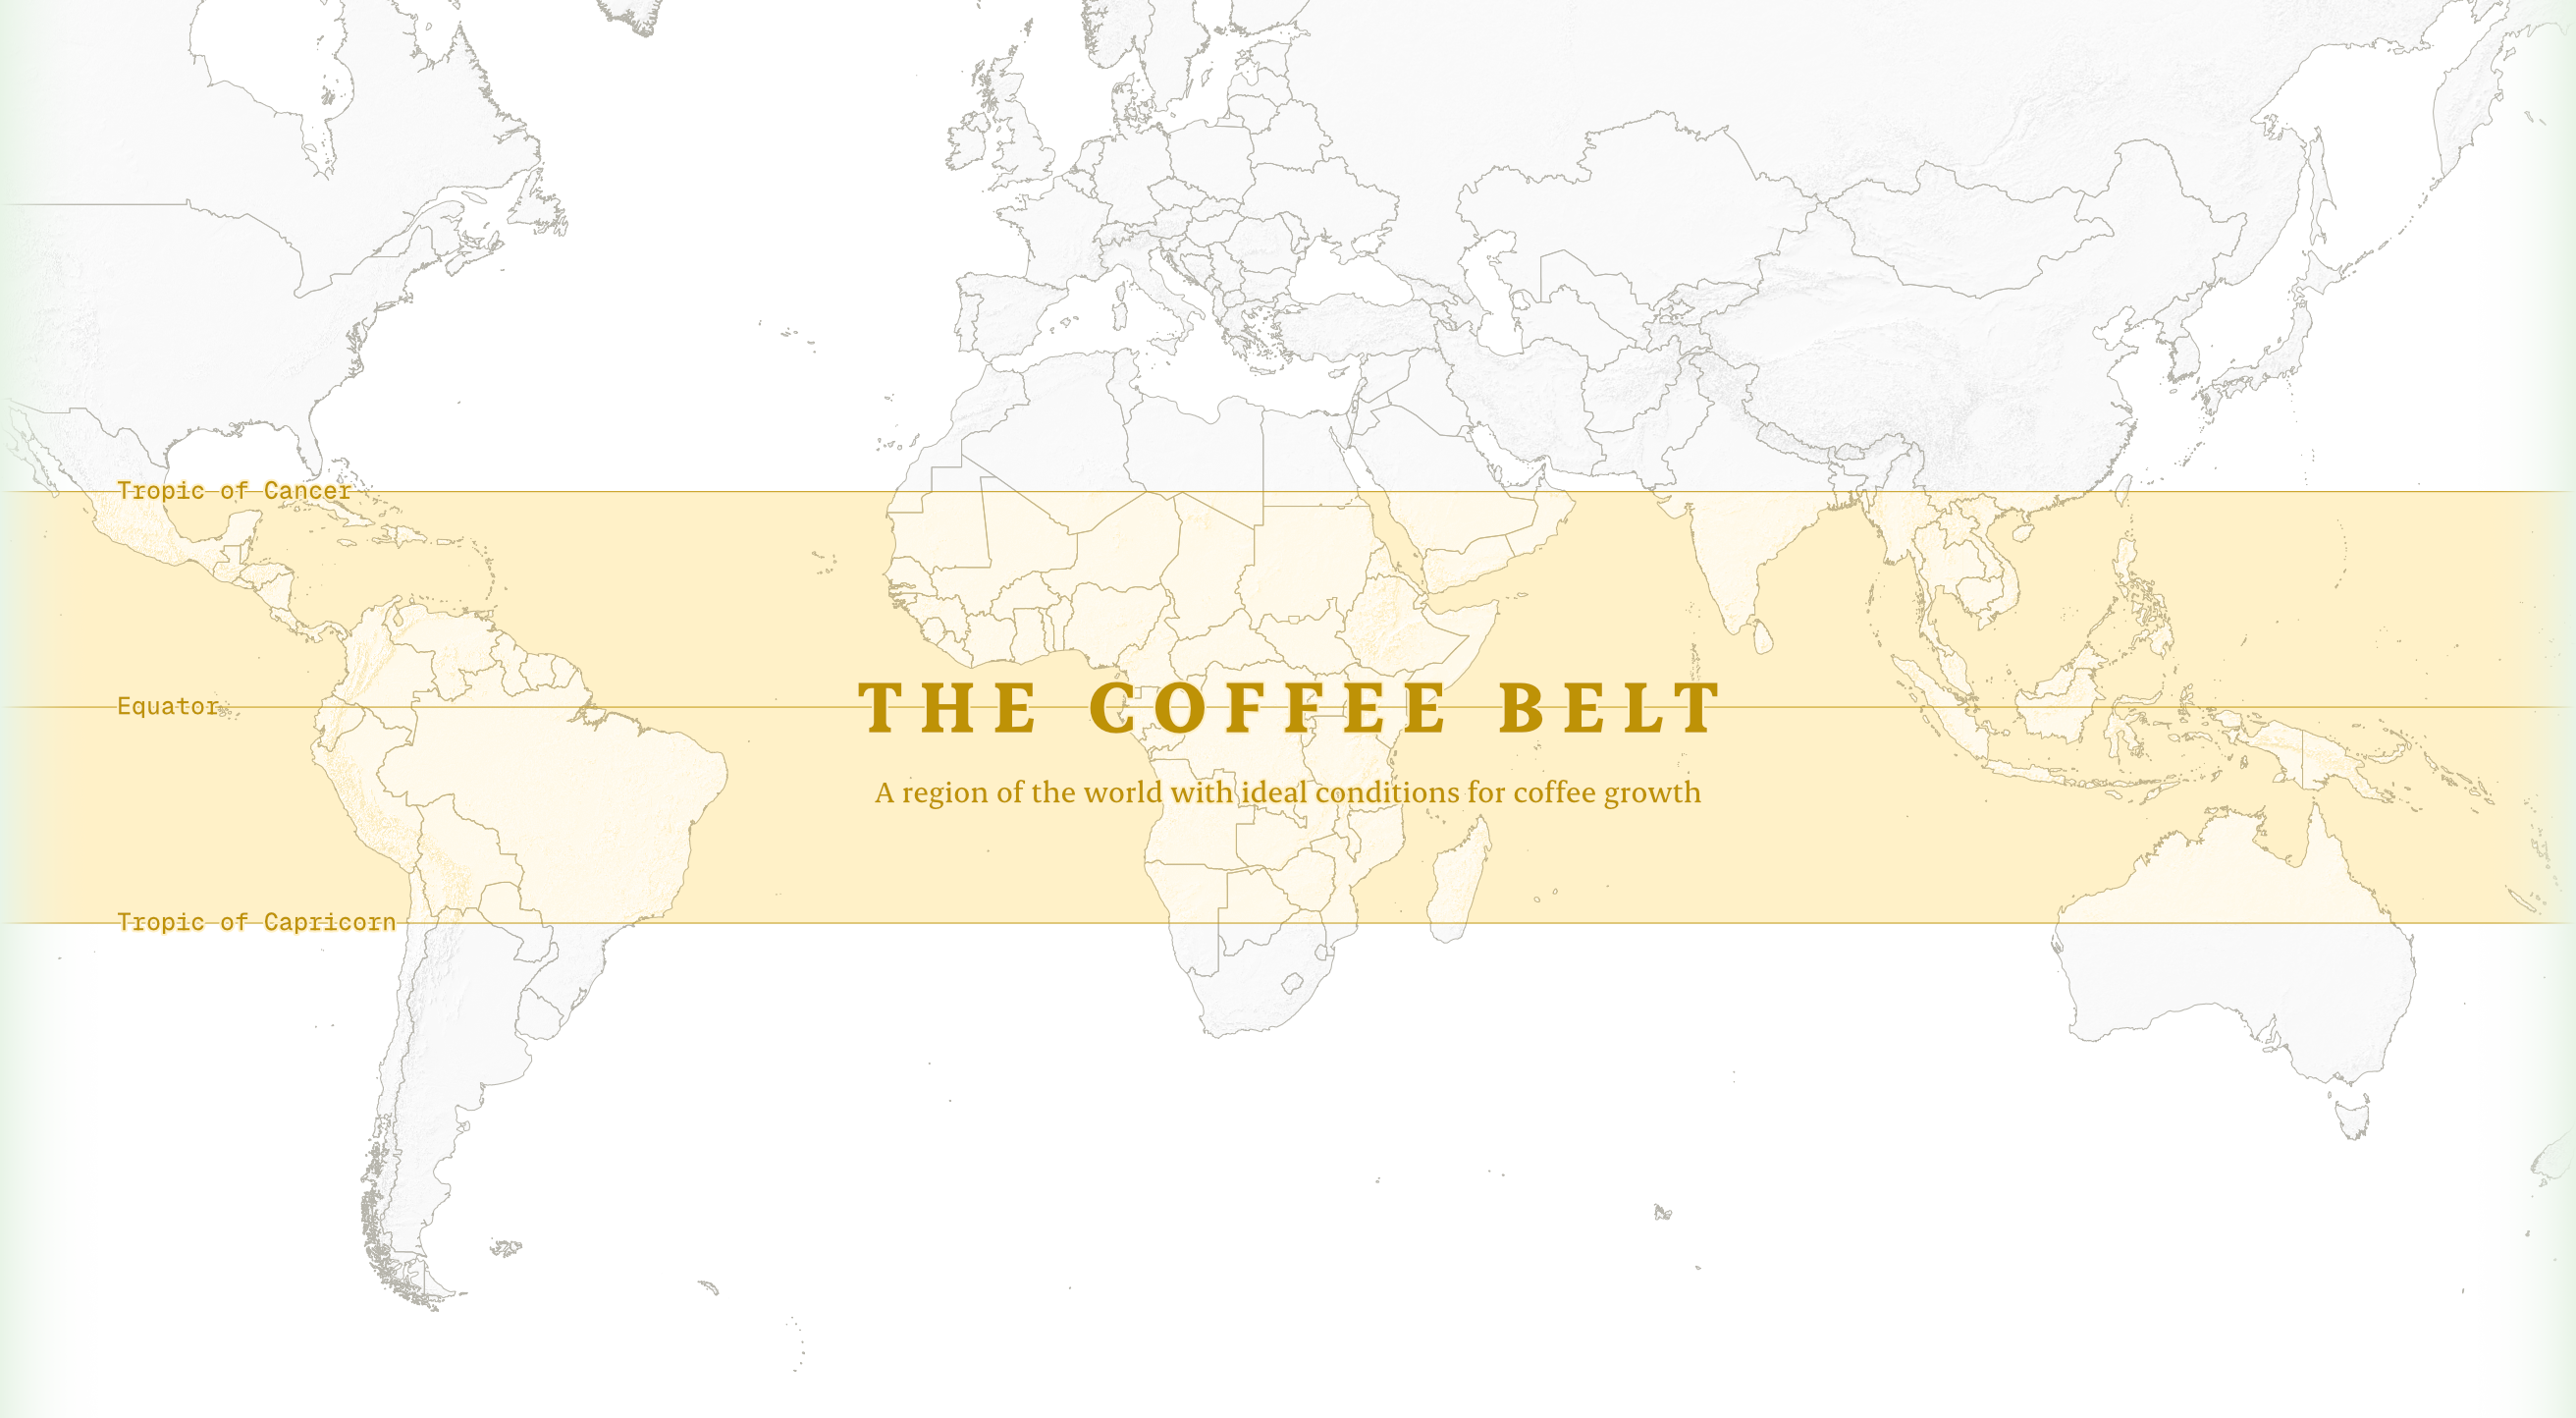 Tropic of Cancer
Equator
THE COFFEE BELT
A region of the world with ideal conditions for coffee growth
Tropic of Capricorn